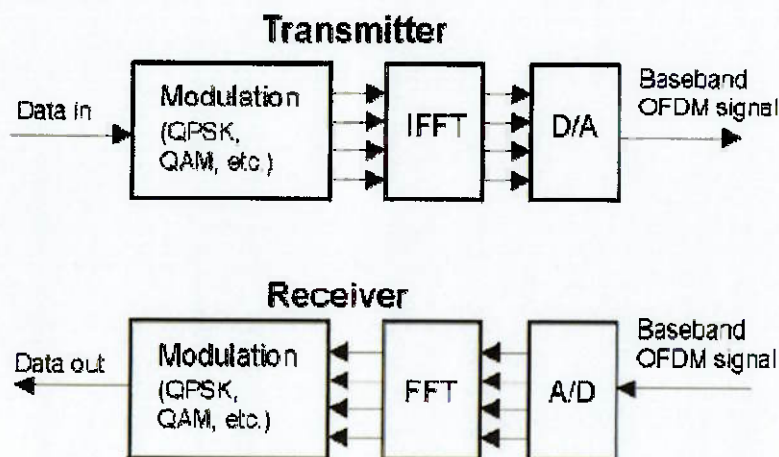 Transmitter
Data in
Modulation
(QPSK,
QAM, etc.)
IFFT
D/A
Baseband
OFDM signal
Receiver
Data out
Modulation
(QPSK,
QAM, etc.)
FFT
A/D
Baseband
OFDM signal